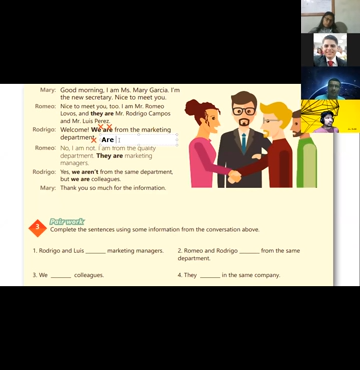 Mary: Good morning, I am Ms. Mary Garcia. I'm
the new secretary. Nice to meet you.
Romeo: Nice to meet you, too. I am Mr. Romeo
Lovos, and they are Mr. Rodrigo Campos
and Mr. Luis Perez.
Rodrigo: Welcome! We are from the marketing
department.
Are :
Romeo: No, I am not. I am from the quality
department. They are marketing
managers.
Rodrigo: Yes, we aren't from the same department,
but we are colleagues.
Mary: Thank you so much for the information.
3
Pair work
Complete the sentences using some information from the conversation above.
1. Rodrigo and Luis ______ marketing managers.
2. Romeo and Rodrigo ______ from the same
department.
3. We ______ colleagues.
4. They ______ in the same company.